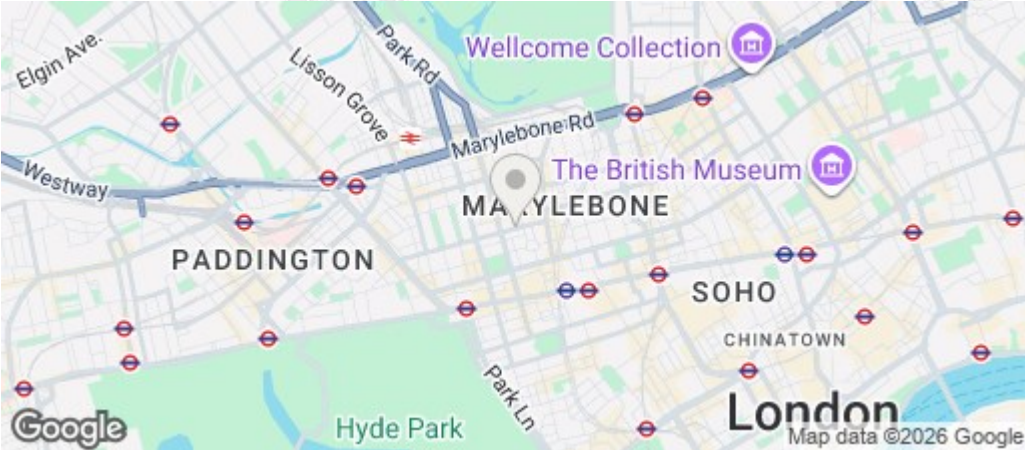 Elgin Ave.
Park Rd
Wellcome Collection
Lisson Grove
Marylebone Rd
Westway
The British Museum
MARYLEBONE
PADDINGTON
SOHO
CHINATOWN
Park Ln
London
Hyde Park
Google
Map data ©2026 Google